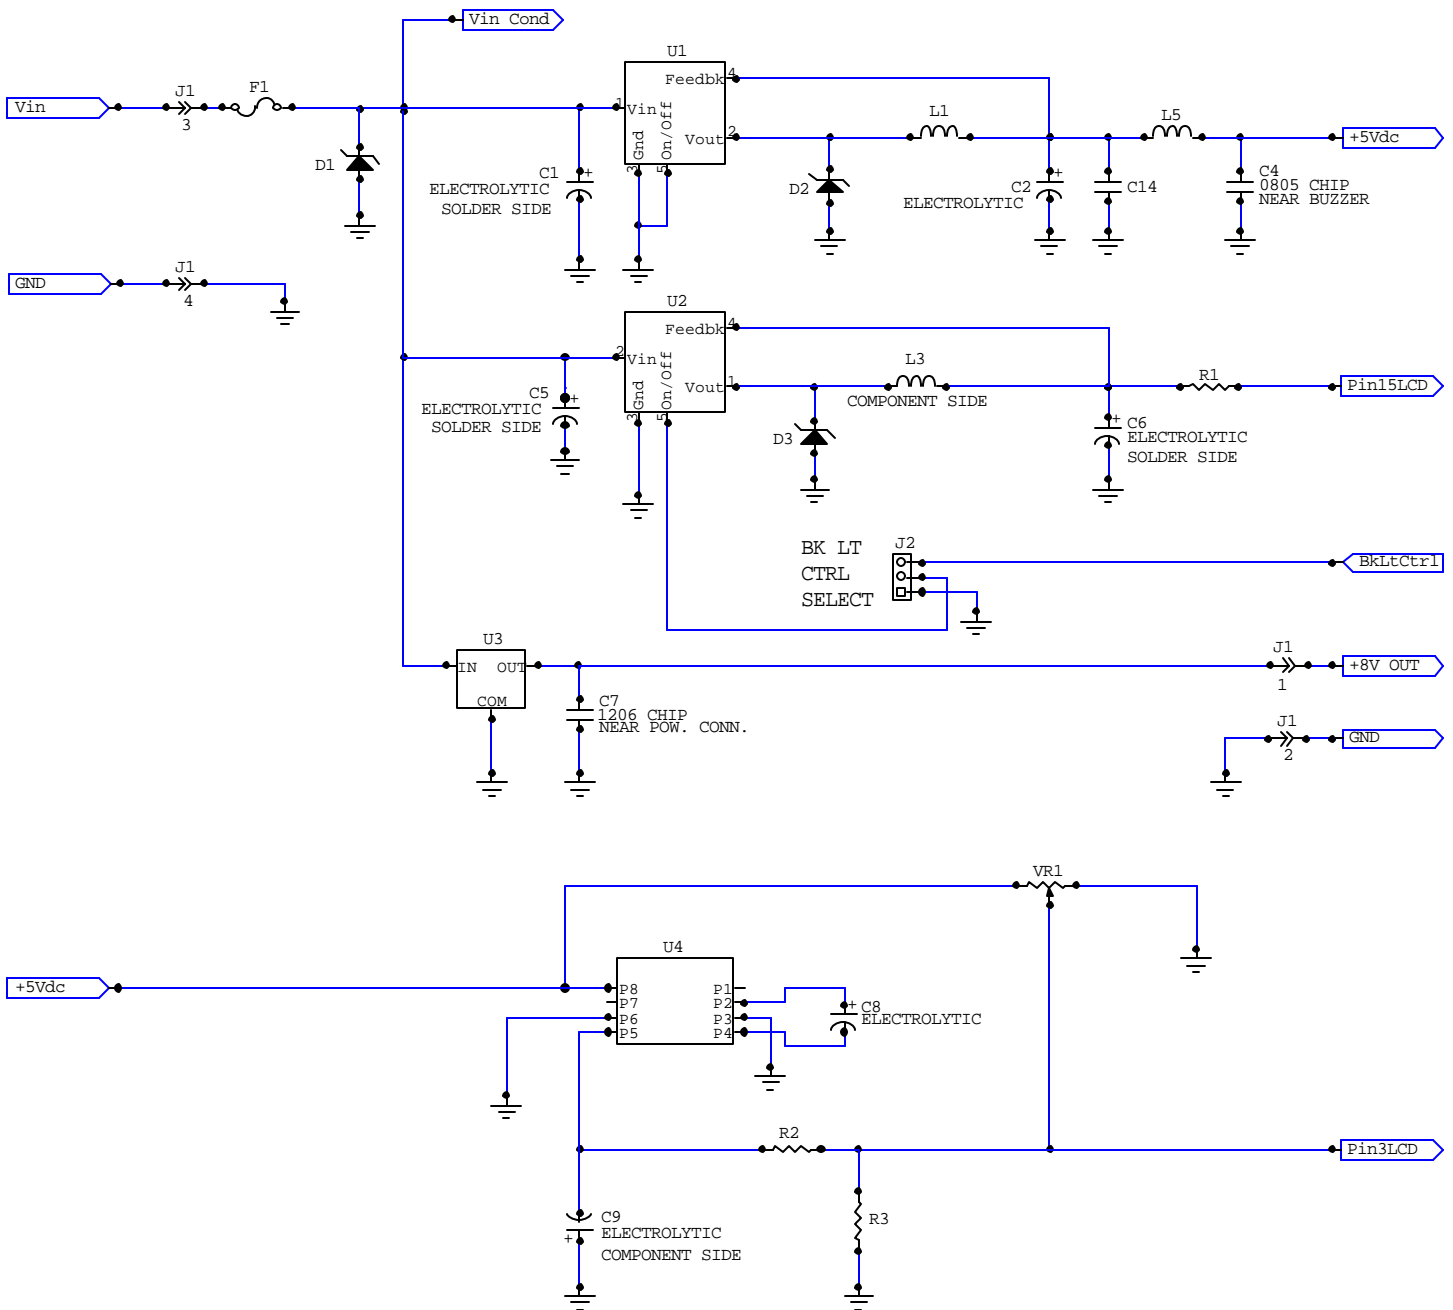 Vin Cond
U1
Feedbk 4
J1
F1
Vin
3
1 Vin
Gnd
On/Off
Vout 2
3
5
L1
L5
+5Vdc
D1
C1 +
ELECTROLYTIC
SOLDER SIDE
D2
C2 +
ELECTROLYTIC
C14
C4
0805 CHIP
NEAR BUZZER
J1
GND
4
U2
Feedbk 4
2 Vin
Gnd
On/Off
Vout 1
3
5
L3
COMPONENT SIDE
R1
Pin15LCD
C5 +
ELECTROLYTIC
SOLDER SIDE
D3
+ C6
ELECTROLYTIC
SOLDER SIDE
BK LT
CTRL
SELECT
J2
BkLtCtrl
U3
IN OUT
COM
J1
1
+8V OUT
C7
1206 CHIP
NEAR POW. CONN.
J1
2
GND
VR1
U4
+5Vdc
P8 P1
P7 P2
P6 P3
P5 P4
+ C8
ELECTROLYTIC
R2
Pin3LCD
C9
+ ELECTROLYTIC
COMPONENT SIDE
R3